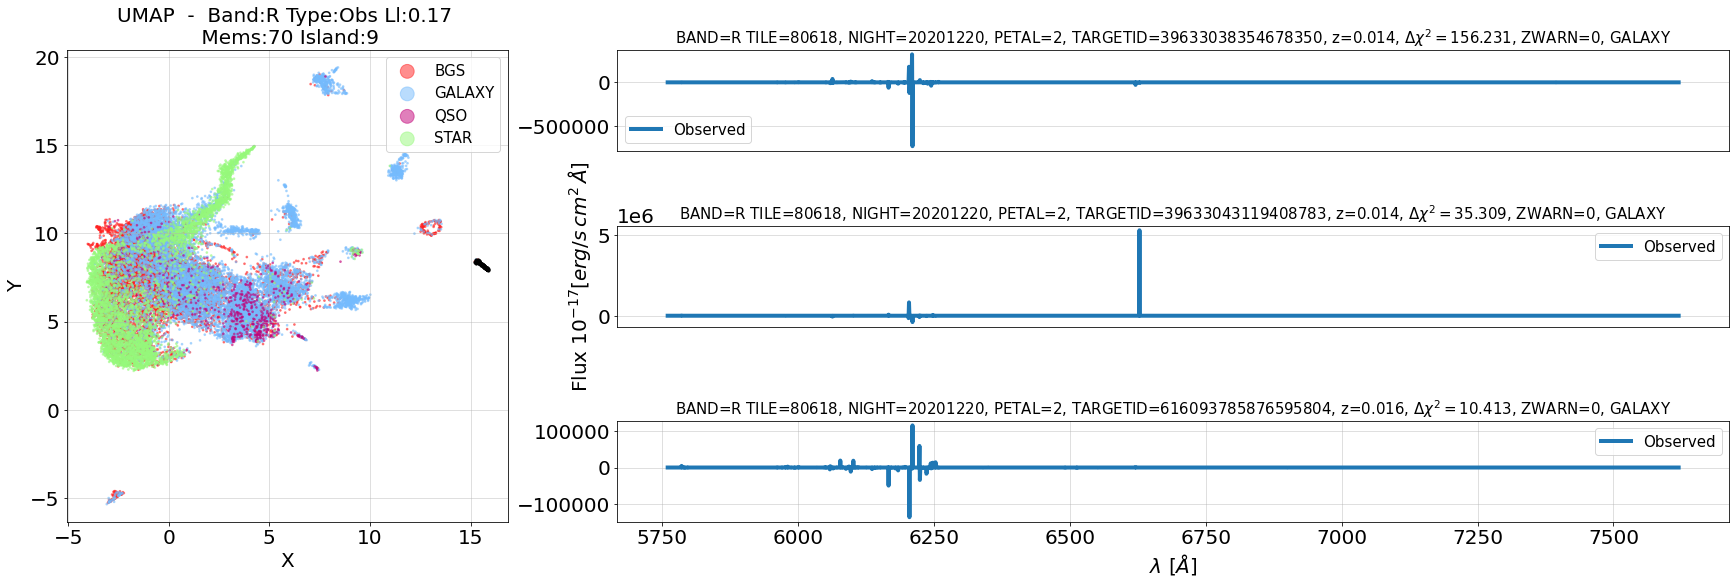 UMAP - Band:R Type:Obs Ll:0.17
Mems:70 Island:9
BGS
GALAXY
QSO
STAR
20
15
10
5
0
−5
Y
−5
0
5
10
15
X
BAND=R TILE=80618, NIGHT=20201220, PETAL=2, TARGETID=39633038354678350, z=0.014, Δχ² = 156.231, ZWARN=0, GALAXY
0
−500000
Observed
Flux 10⁻¹⁷[erg/s cm² Å]
1e6
BAND=R TILE=80618, NIGHT=20201220, PETAL=2, TARGETID=39633043119408783, z=0.014, Δχ² = 35.309, ZWARN=0, GALAXY
5
0
Observed
BAND=R TILE=80618, NIGHT=20201220, PETAL=2, TARGETID=616093785876595804, z=0.016, Δχ² = 10.413, ZWARN=0, GALAXY
100000
0
−100000
Observed
5750
6000
6250
6500
6750
7000
7250
7500
λ [Å]